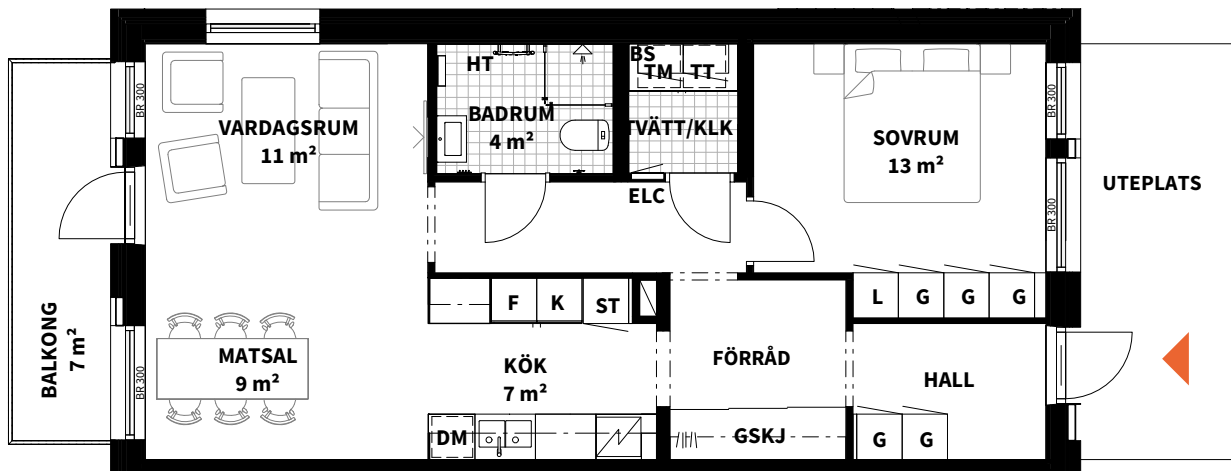 BR 300
VARDAGSRUM
11 m²
HT
BADRUM
4 m²
BS
TM
TT
TVÄTT/KLK
ELC
SOVRUM
13 m²
BR 300
BR 300
UTEPLATS
L
G
G
G
BALKONG
7 m²
BR 300
MATSAL
9 m²
F
K
ST
KÖK
7 m²
DM
FÖRRÅD
GSKJ
HALL
G
G